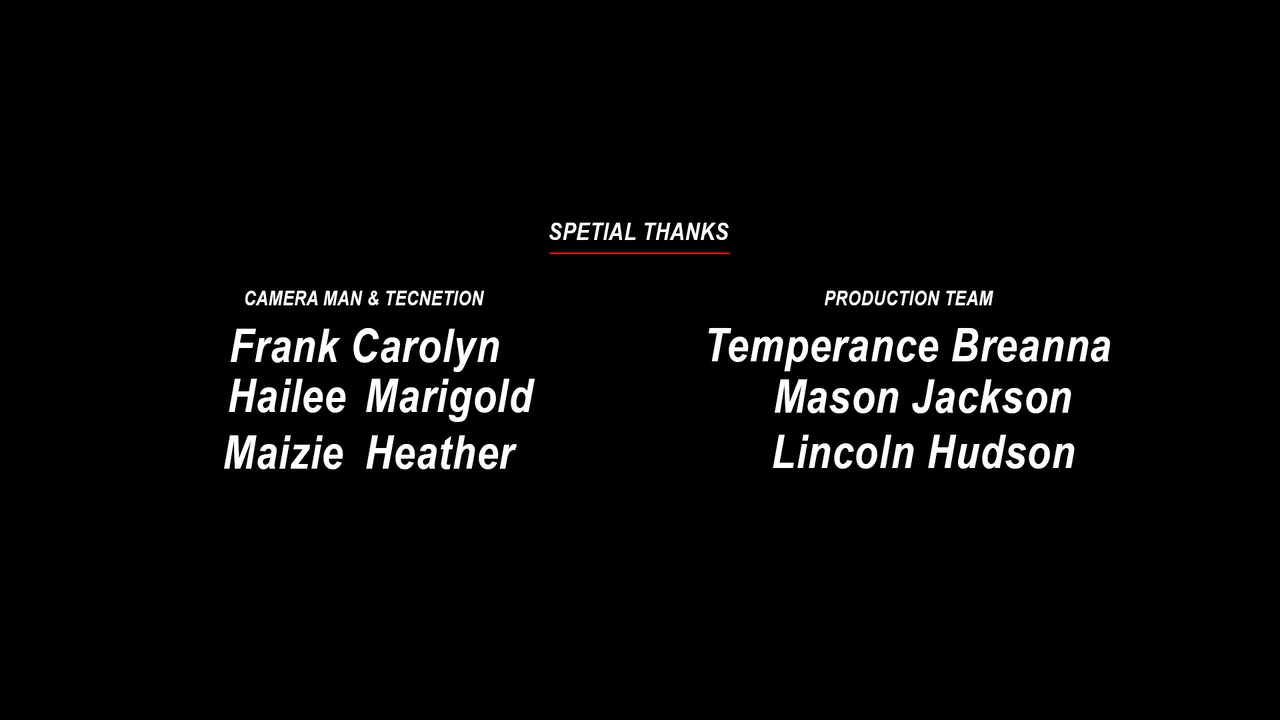 SPETIAL THANKS
CAMERA MAN & TECNETION
Frank Carolyn
Hailee Marigold
Maizie Heather
PRODUCTION TEAM
Temperance Breanna
Mason Jackson
Lincoln Hudson